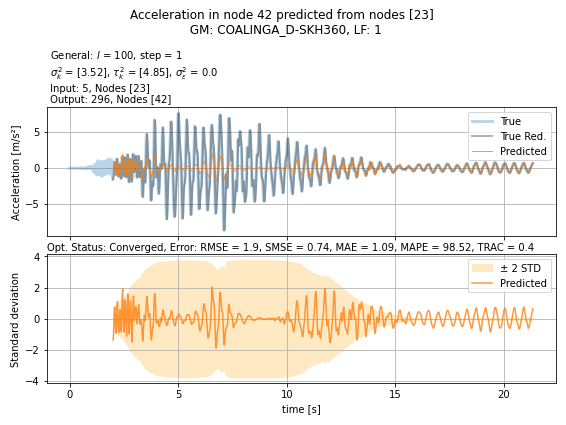 Acceleration in node 42 predicted from nodes [23]
GM: COALINGA_D-SKH360, LF: 1
General: l = 100, step = 1
σ²ₖ = [3.52], τ²ₖ = [4.85], σ²ε = 0.0
Input: 5, Nodes [23]
Output: 296, Nodes [42]
Acceleration [m/s²]
5
0
−5
True
True Red.
Predicted
Opt. Status: Converged, Error: RMSE = 1.9, SMSE = 0.74, MAE = 1.09, MAPE = 98.52, TRAC = 0.4
Standard deviation
4
2
0
−2
−4
± 2 STD
Predicted
0 5 10 15 20
time [s]